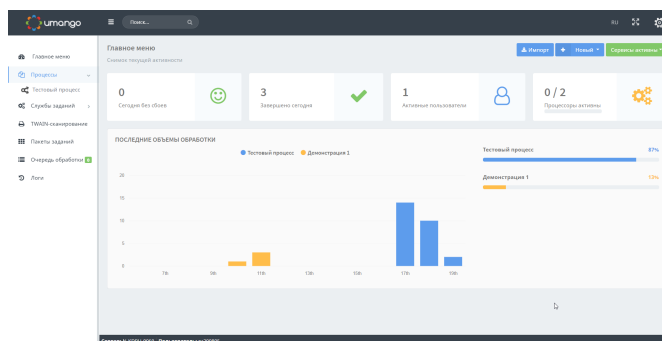 umango
Поиск...
RU
Главное меню
Процессы
Тестовый процесс
Службы заданий
TWAIN-сканирование
Пакеты заданий
Очередь обработки
Логи
Главное меню
Снимок текущей активности
Импорт
+ Новый
Сервисы активны
0
Сегодня без сбоев
3
Завершено сегодня
1
Активные пользователи
0 / 2
Процессоры активны
ПОСЛЕДНИЕ ОБЪЕМЫ ОБРАБОТКИ
Тестовый процесс Демонстрация 1
20
15
10
5
0
7th 9th 11th 13th 15th 17th 19th
Тестовый процесс 87%
Демонстрация 1 13%